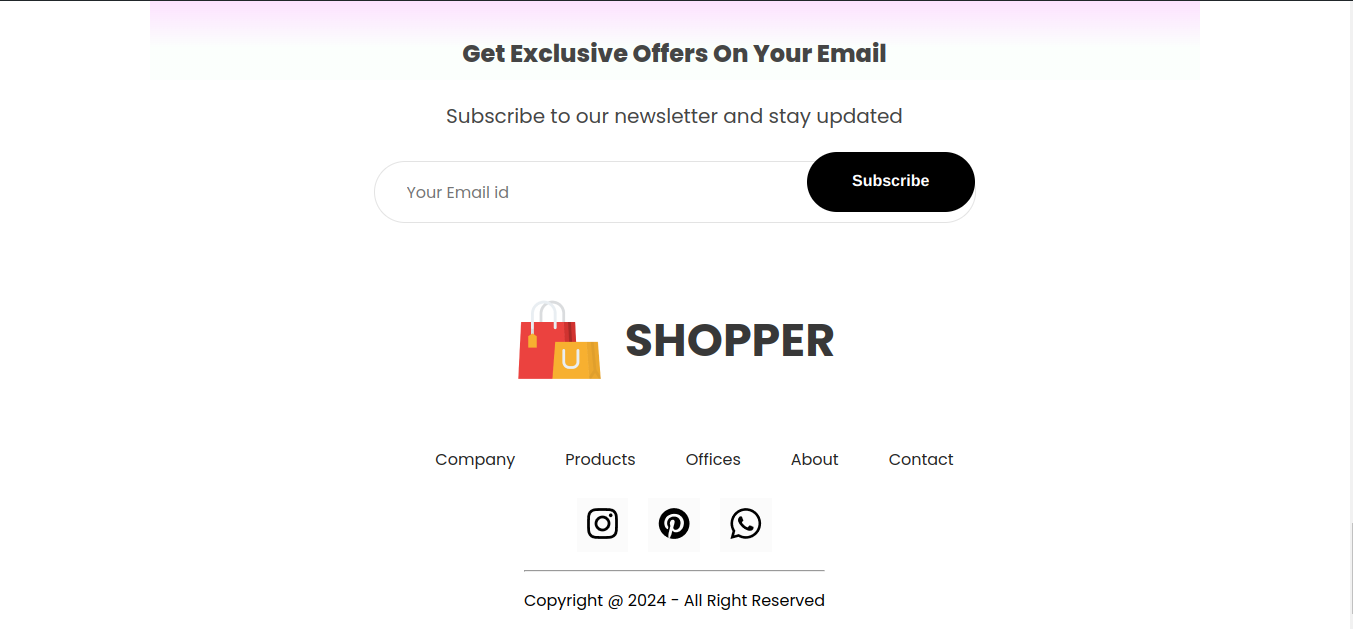 Get Exclusive Offers On Your Email
Subscribe to our newsletter and stay updated
Your Email id Subscribe
SHOPPER
Company Products Offices About Contact
Copyright @ 2024 - All Right Reserved